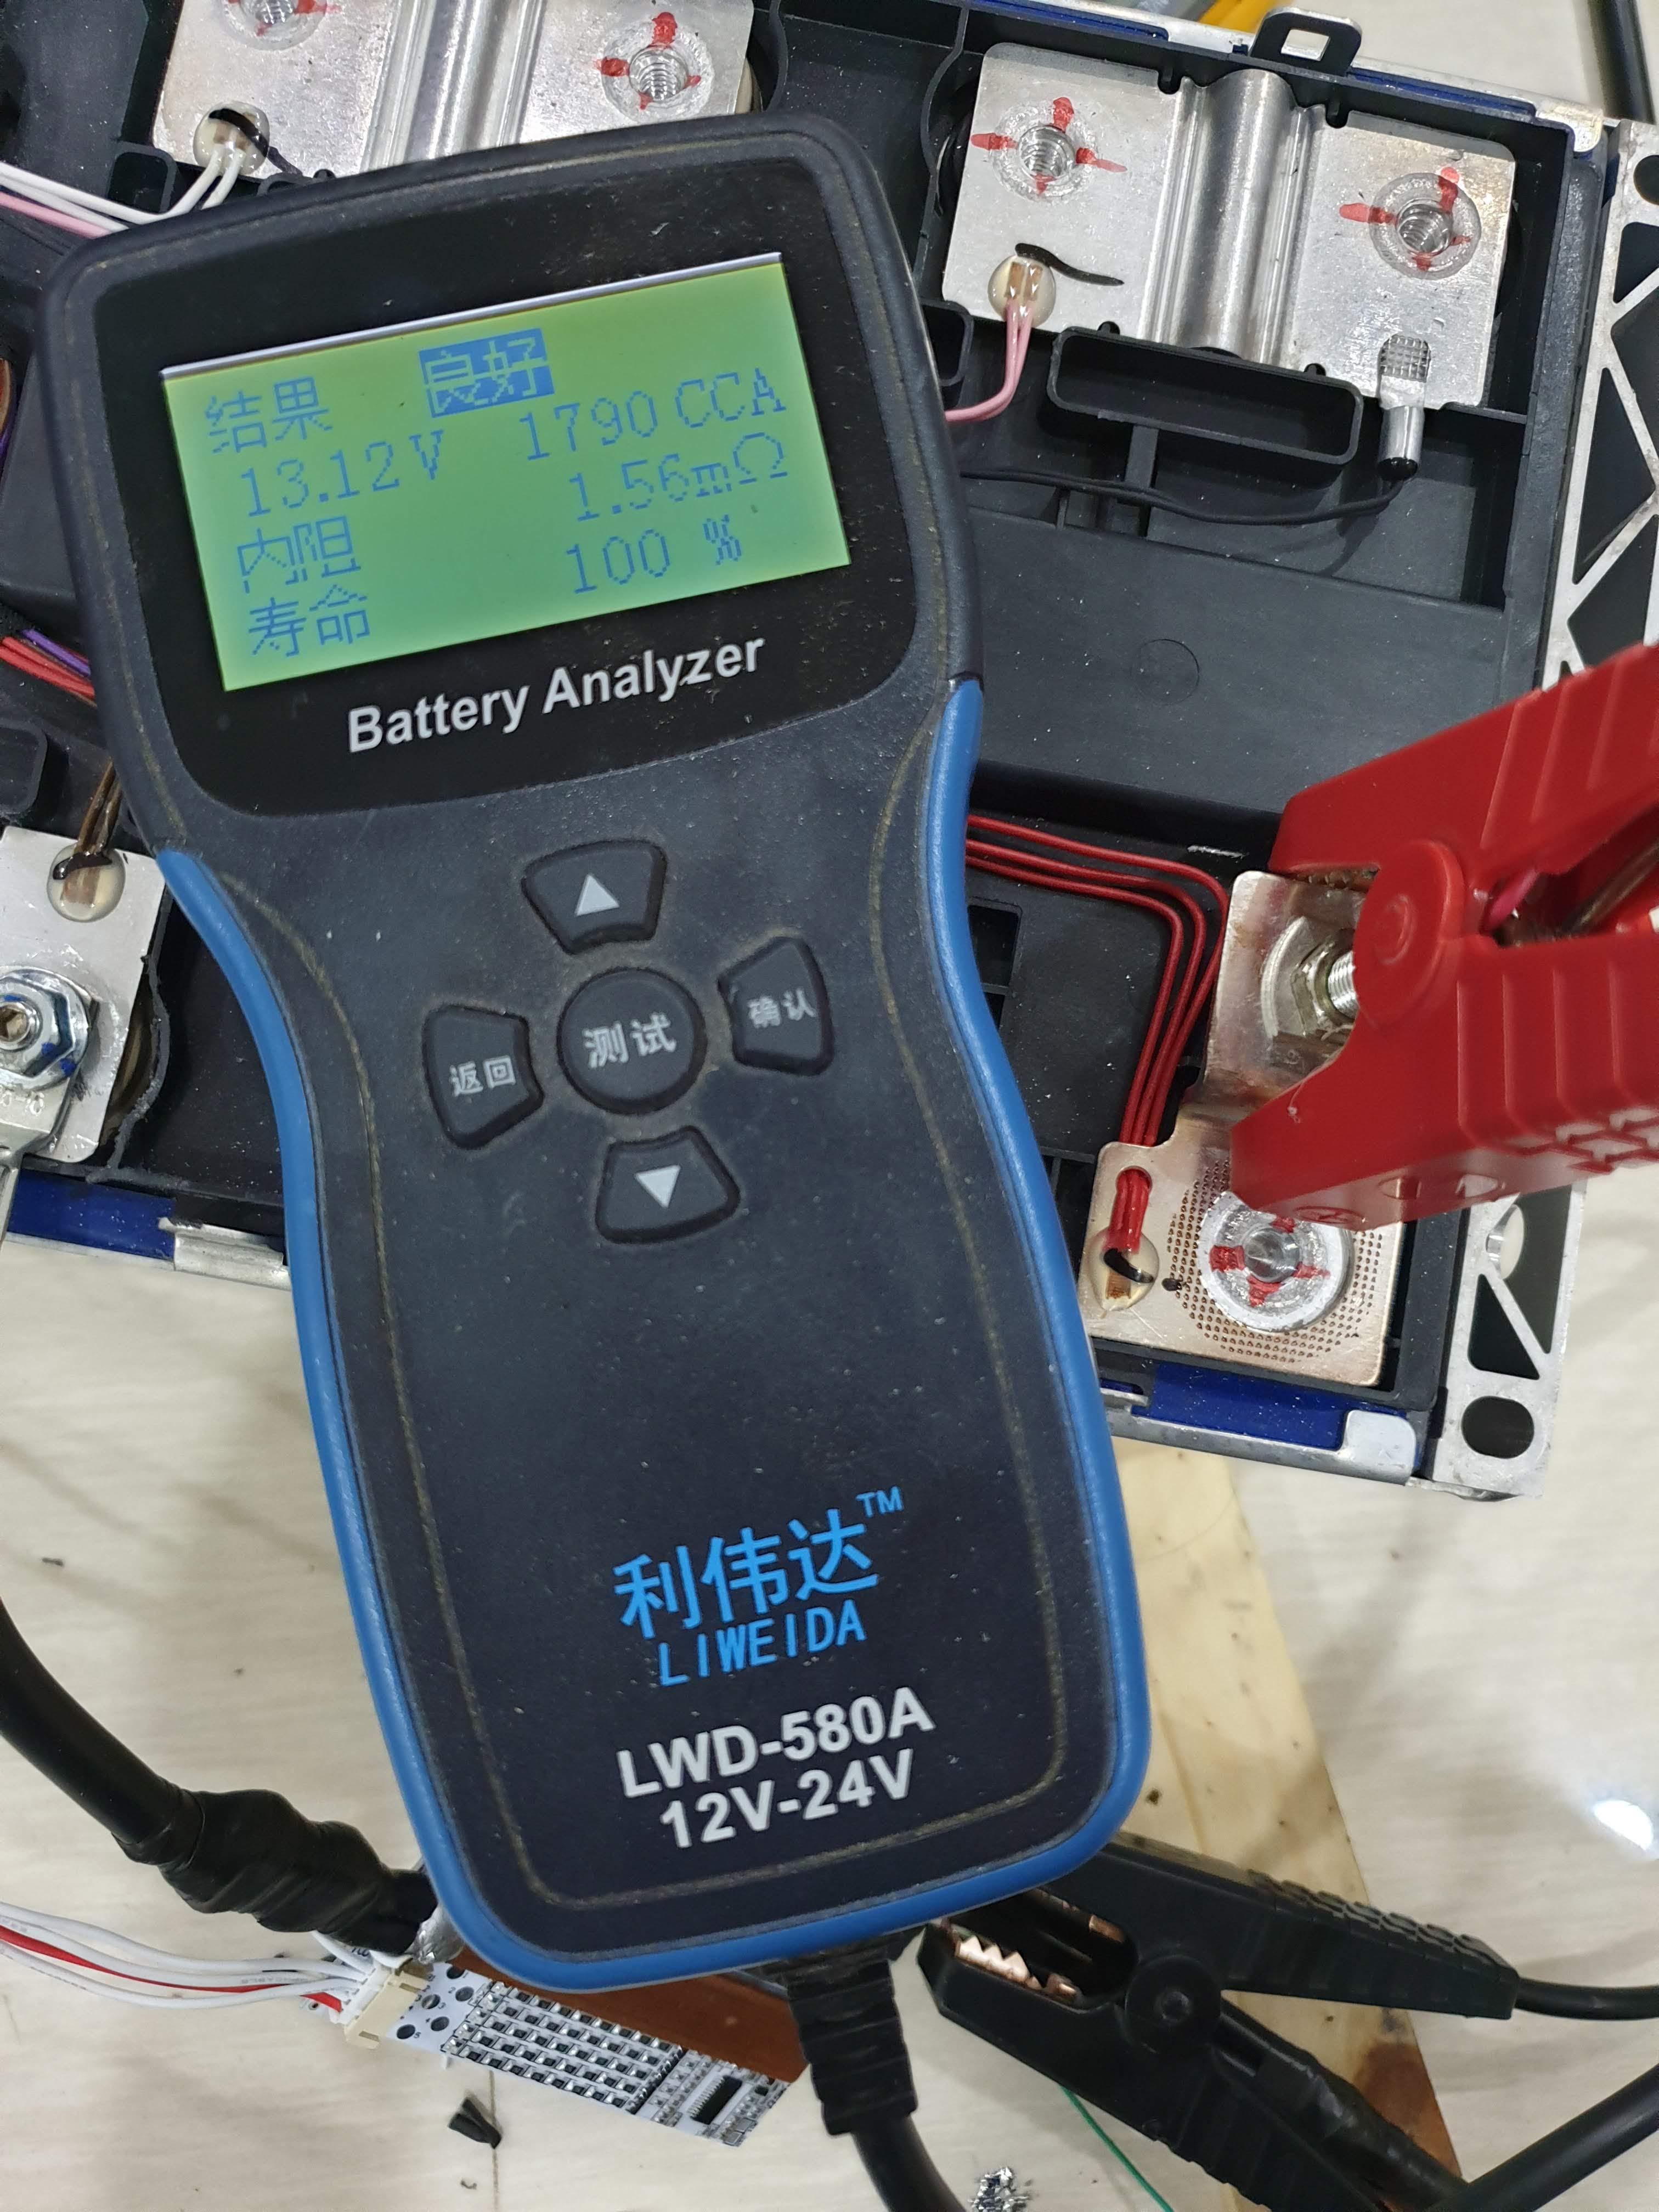 结果 良好
13.12V 1790 CCA
内阻 1.56mΩ
寿命 100 %
Battery Analyzer
返回 测试 确认
利伟达™
LIWEIDA
LWD-580A
12V-24V